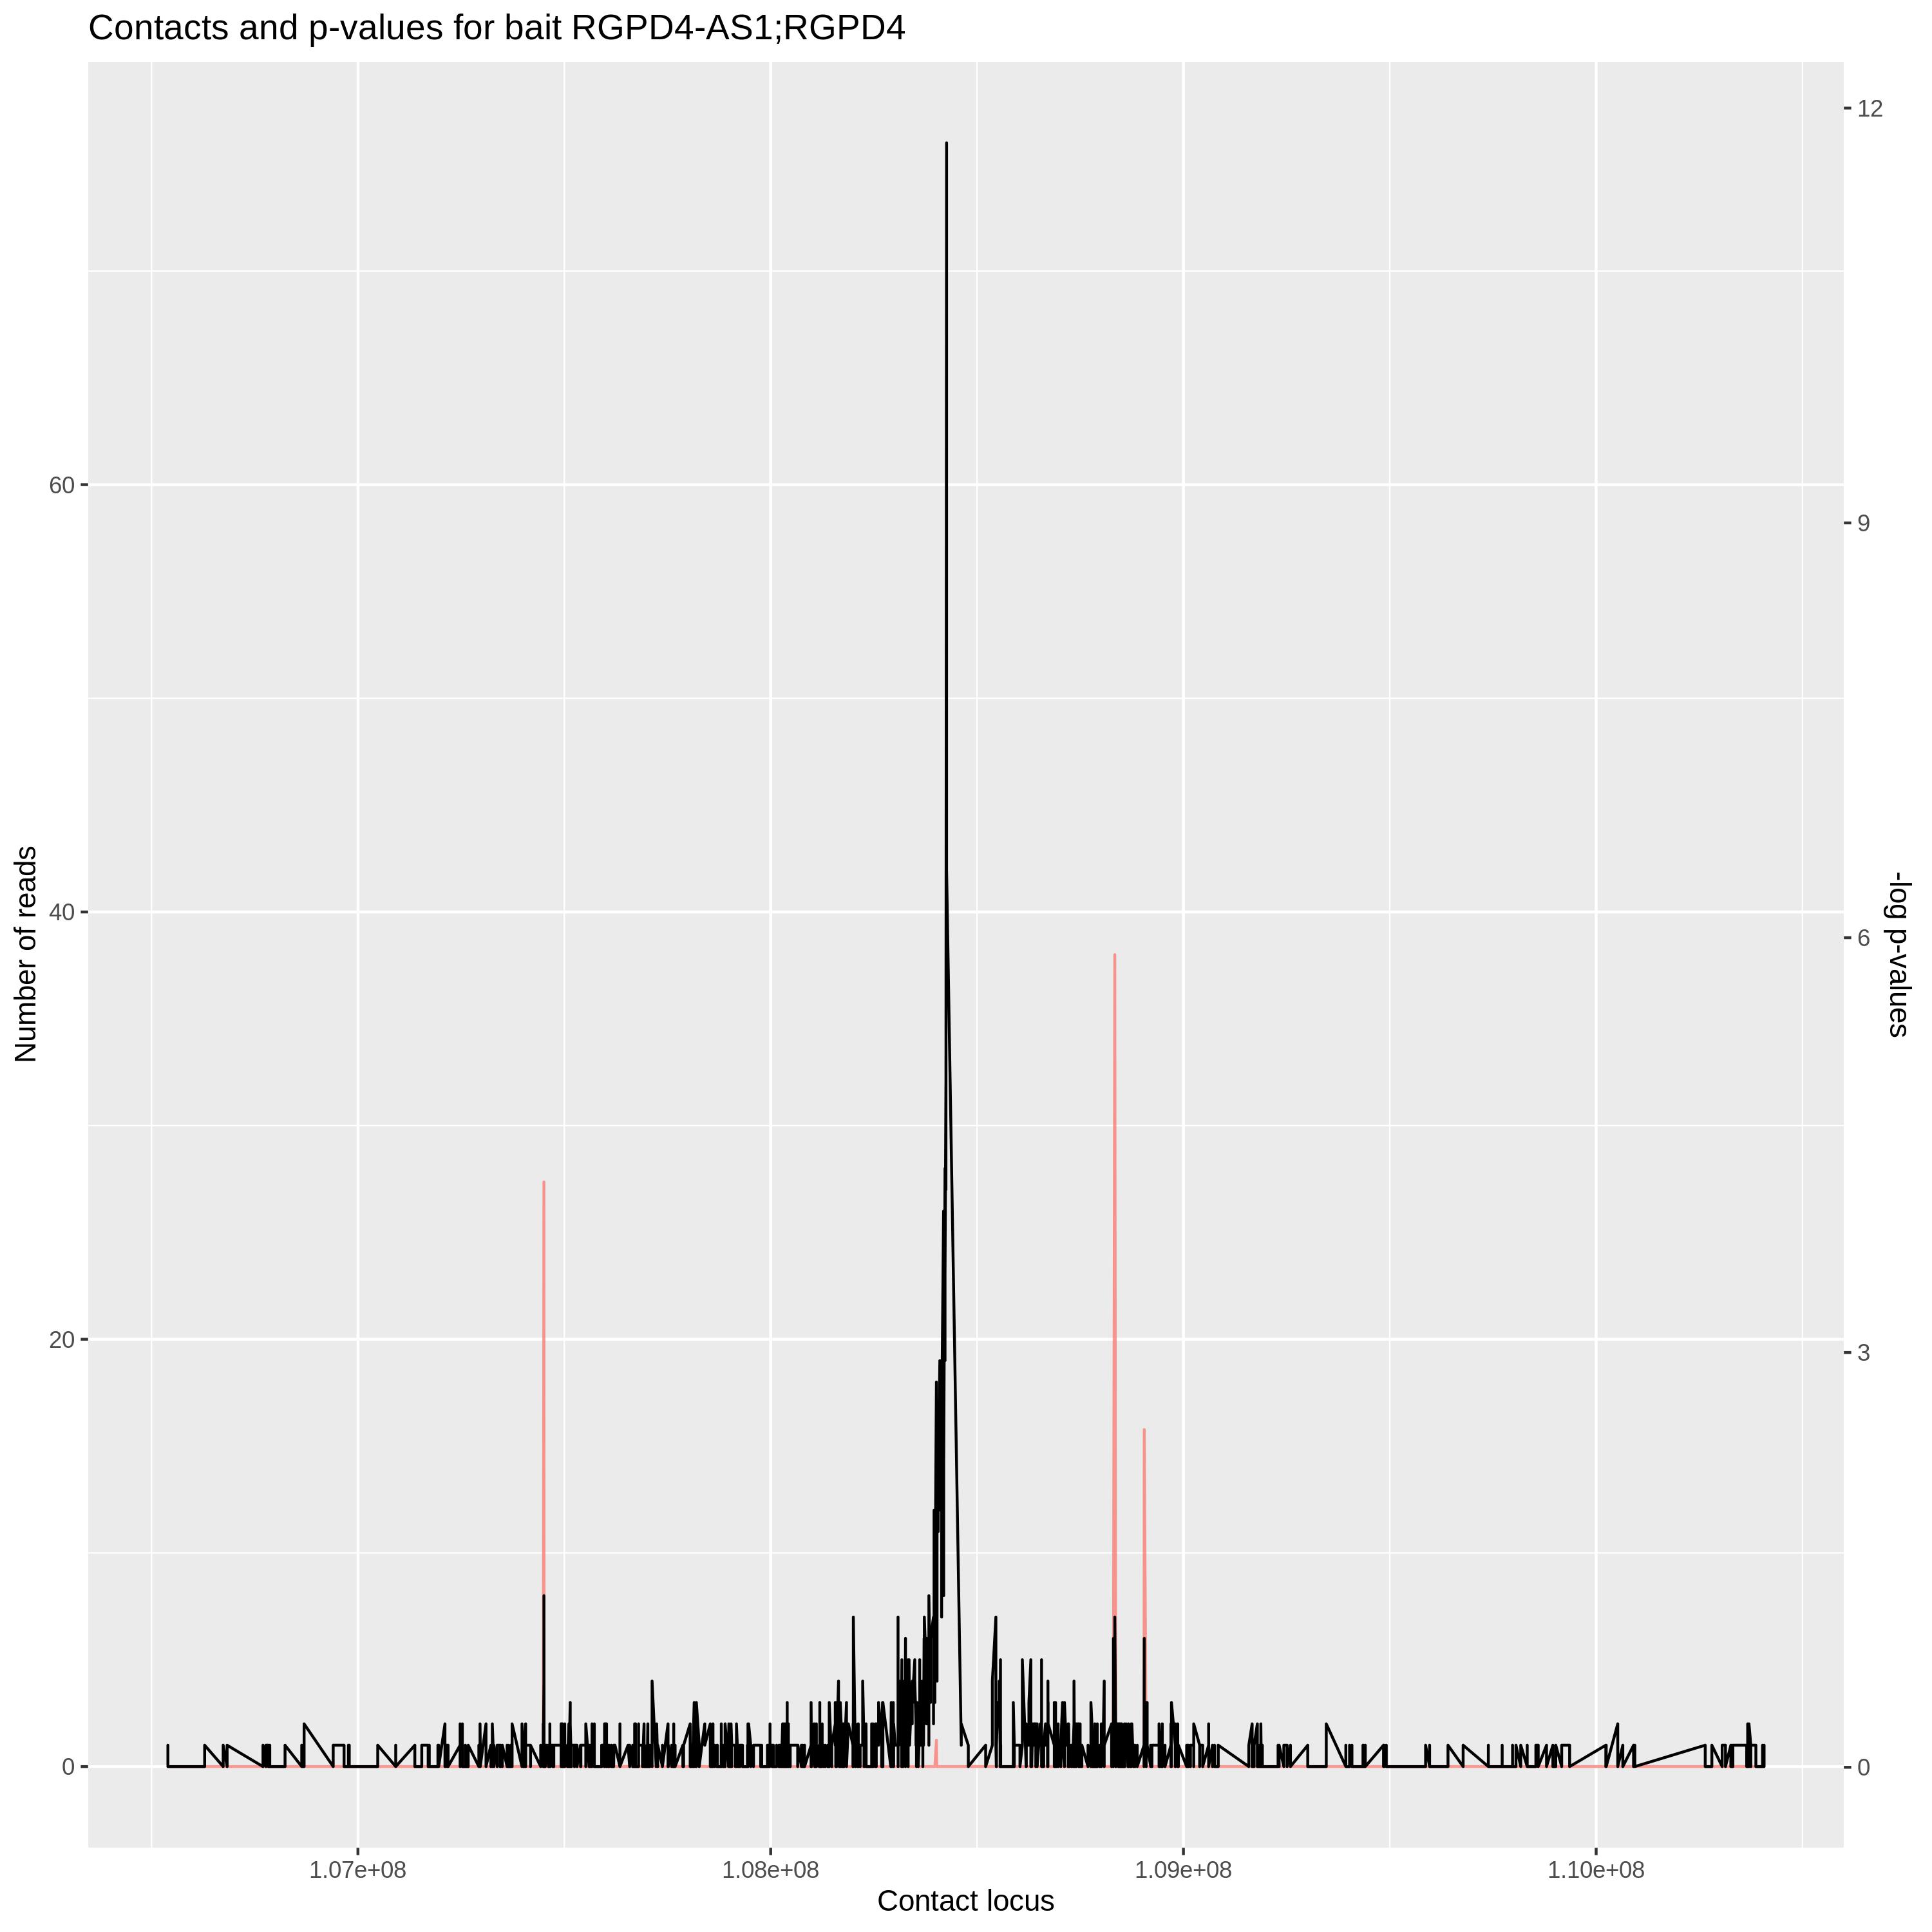 Contacts and p-values for bait RGPD4-AS1;RGPD4
12
60
9
Number of reads
40
6
-log p-values
20
3
0
0
1.07e+08
1.08e+08
1.09e+08
1.10e+08
Contact locus